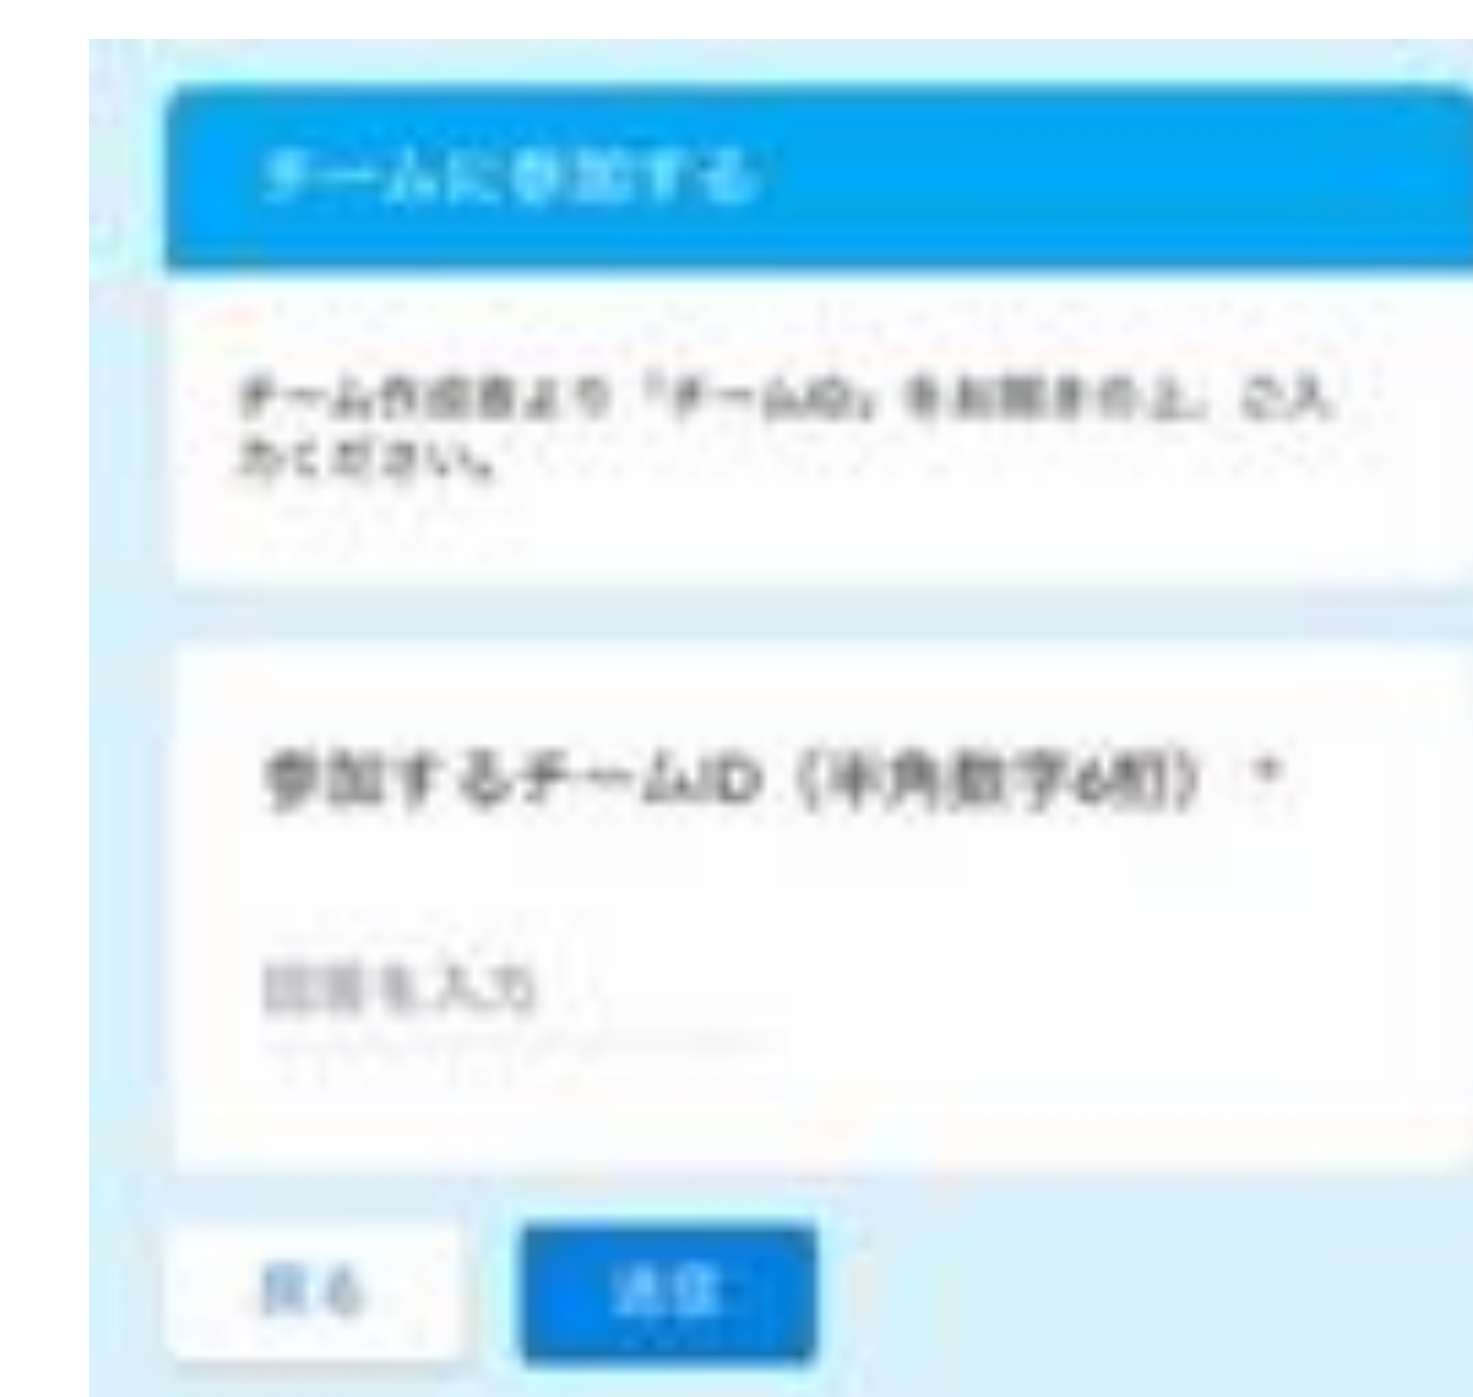 チームに参加する
チーム作成者より「チームID」をお聞きの上、ご入
力ください。
参加するチームID（半角数字6桁） *
回答を入力
戻る
送信